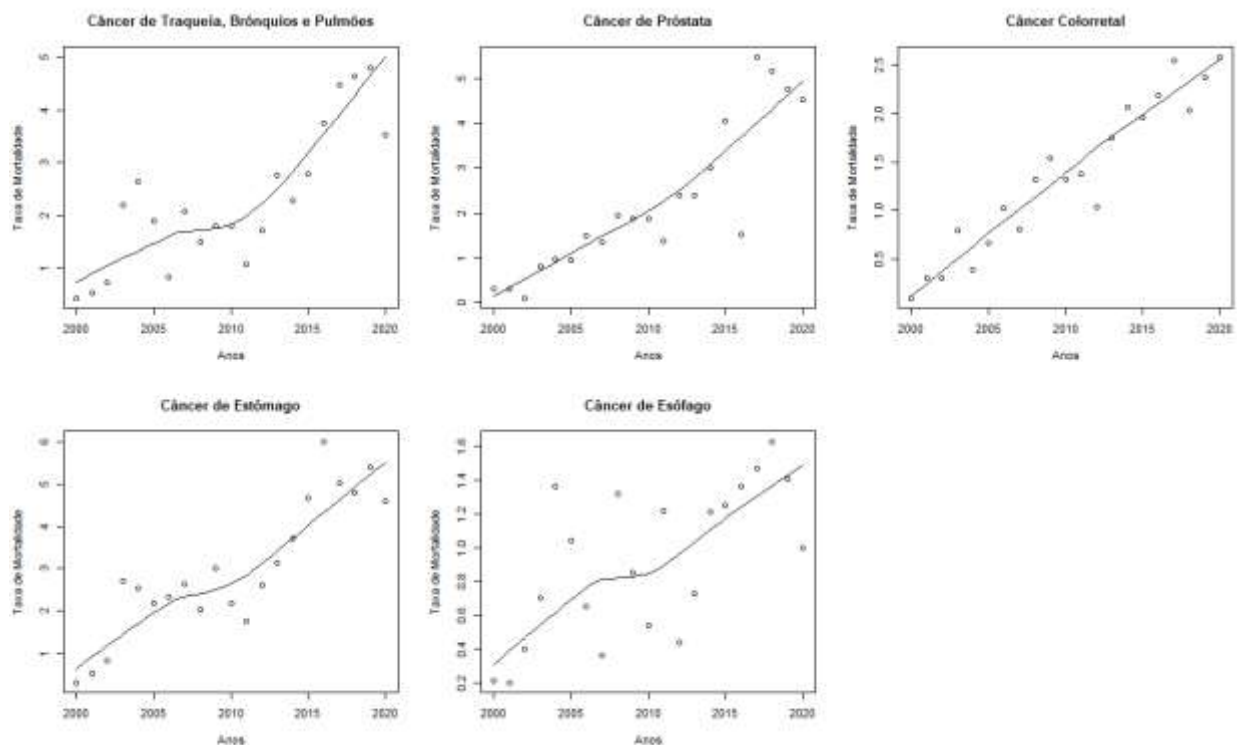 Câncer de Traqueia, Brônquios e Pulmões
Taxa de Mortalidade
5
4
3
2
1
2000 2005 2010 2015 2020
Anos
Câncer de Próstata
Taxa de Mortalidade
5
4
3
2
1
0
2000 2005 2010 2015 2020
Anos
Câncer Colorretal
Taxa de Mortalidade
2.5
2.0
1.5
1.0
0.5
2000 2005 2010 2015 2020
Anos
Câncer de Estômago
Taxa de Mortalidade
6
5
4
3
2
1
2000 2005 2010 2015 2020
Anos
Câncer de Esôfago
Taxa de Mortalidade
1.6
1.4
1.2
1.0
0.8
0.6
0.4
0.2
2000 2005 2010 2015 2020
Anos